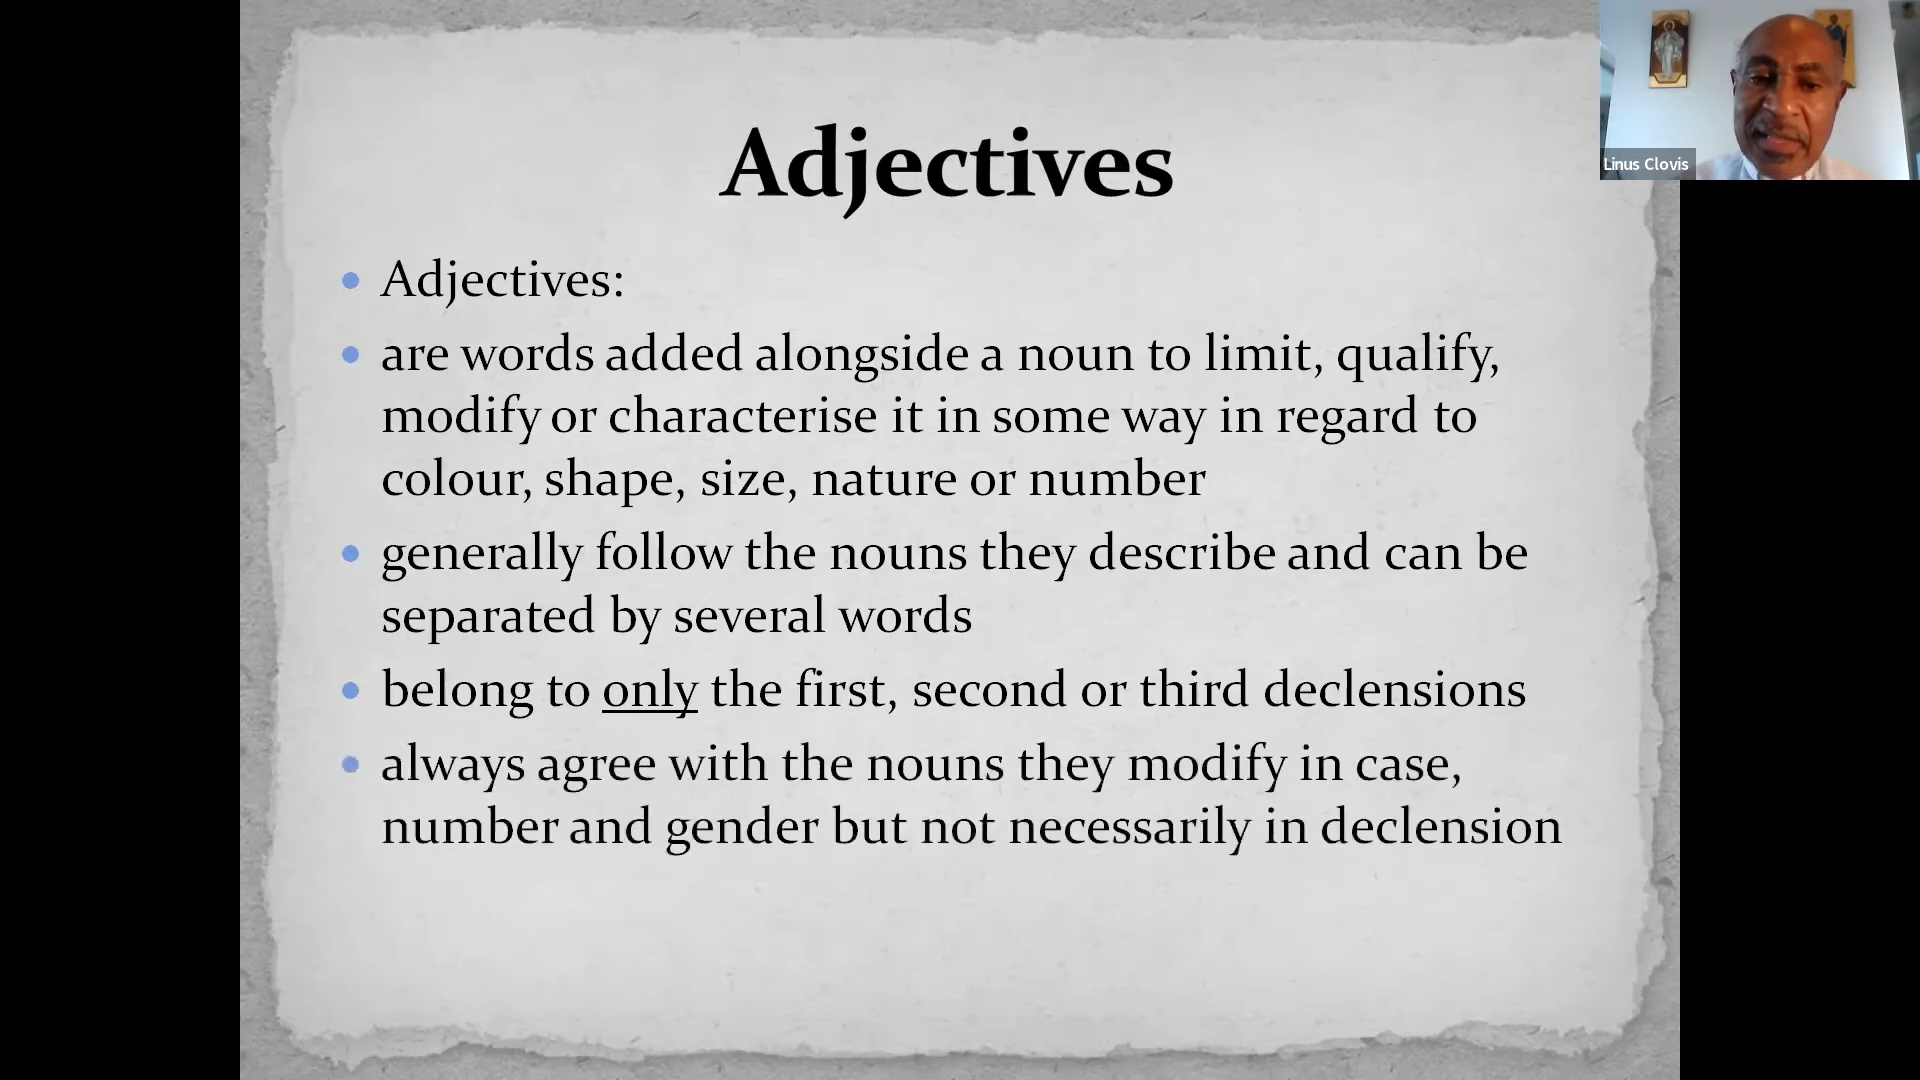 Adjectives
Linus Clovis
• Adjectives:
• are words added alongside a noun to limit, qualify,
modify or characterise it in some way in regard to
colour, shape, size, nature or number
• generally follow the nouns they describe and can be
separated by several words
• belong to only the first, second or third declensions
• always agree with the nouns they modify in case,
number and gender but not necessarily in declension